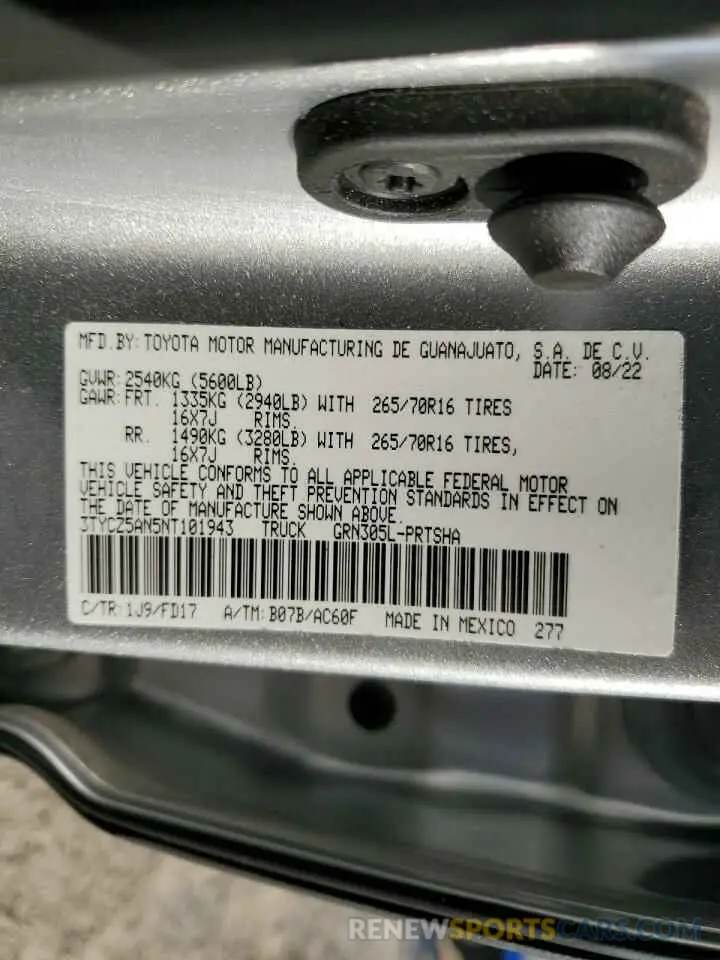 MFD.BY:TOYOTA MOTOR MANUFACTURING DE GUANAJUATO, S.A. DE C.V.
DATE: 08/22
GVWR:2540KG (5600LB)
GAWR:FRT. 1335KG (2940LB) WITH 265/70R16 TIRES
16X7J RIMS.
RR. 1490KG (3280LB) WITH 265/70R16 TIRES,
16X7J RIMS.
THIS VEHICLE CONFORMS TO ALL APPLICABLE FEDERAL MOTOR
VEHICLE SAFETY AND THEFT PREVENTION STANDARDS IN EFFECT ON
THE DATE OF MANUFACTURE SHOWN ABOVE.
3TYCZ5AN5NT101943 TRUCK GRN305L-PRTSHA
C/TR:1J9/FD17 A/TM:B07B/AC60F MADE IN MEXICO 277
RENEWSPORTSCARS.COM